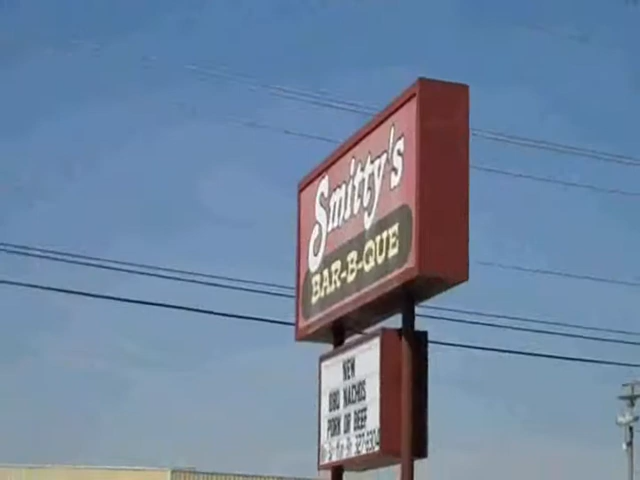 Smitty's
BAR-B-QUE
NEW
BBQ NACHOS
PORK OR BEEF